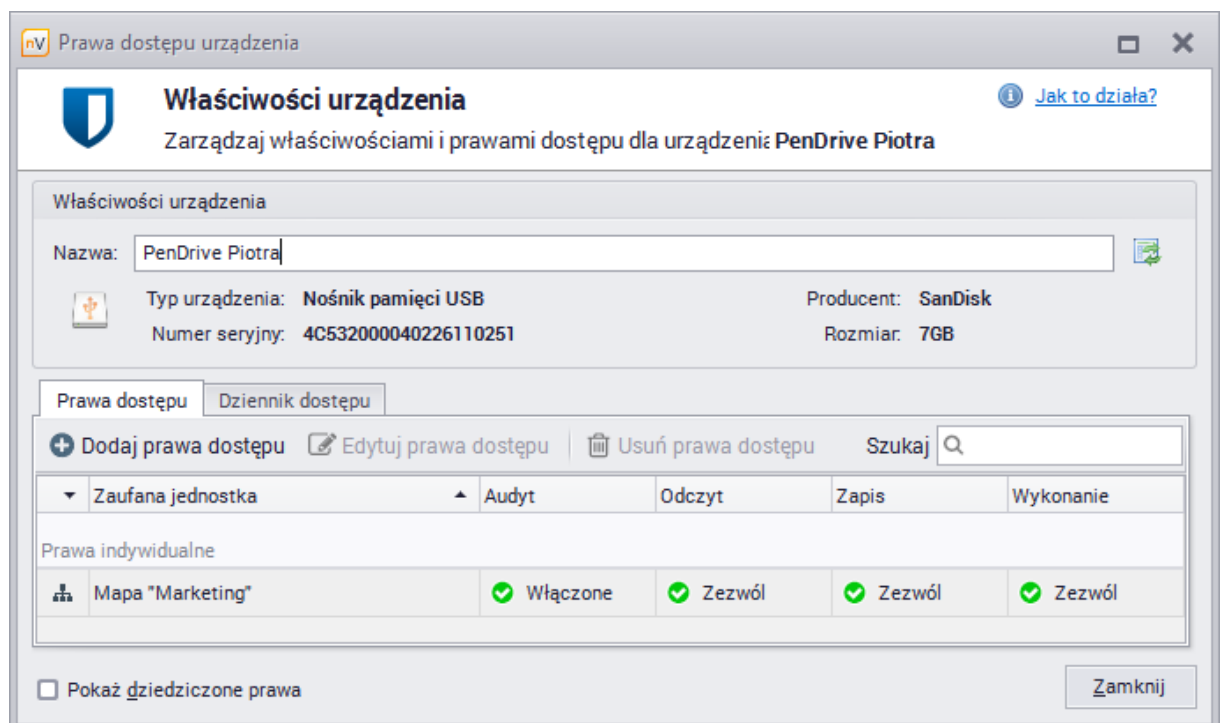 nV Prawa dostępu urządzenia
Właściwości urządzenia
Jak to działa?
Zarządzaj właściwościami i prawami dostępu dla urządzenia PenDrive Piotra
Właściwości urządzenia
Nazwa: PenDrive Piotra
Typ urządzenia: Nośnik pamięci USB Producent: SanDisk
Numer seryjny: 4C532000040226110251 Rozmiar: 7GB
Prawa dostępu Dziennik dostępu
Dodaj prawa dostępu Edytuj prawa dostępu Usuń prawa dostępu Szukaj
Zaufana jednostka Audyt Odczyt Zapis Wykonanie
Prawa indywidualne
Mapa "Marketing" Włączone Zezwól Zezwól Zezwól
Pokaż dziedziczone prawa Zamknij